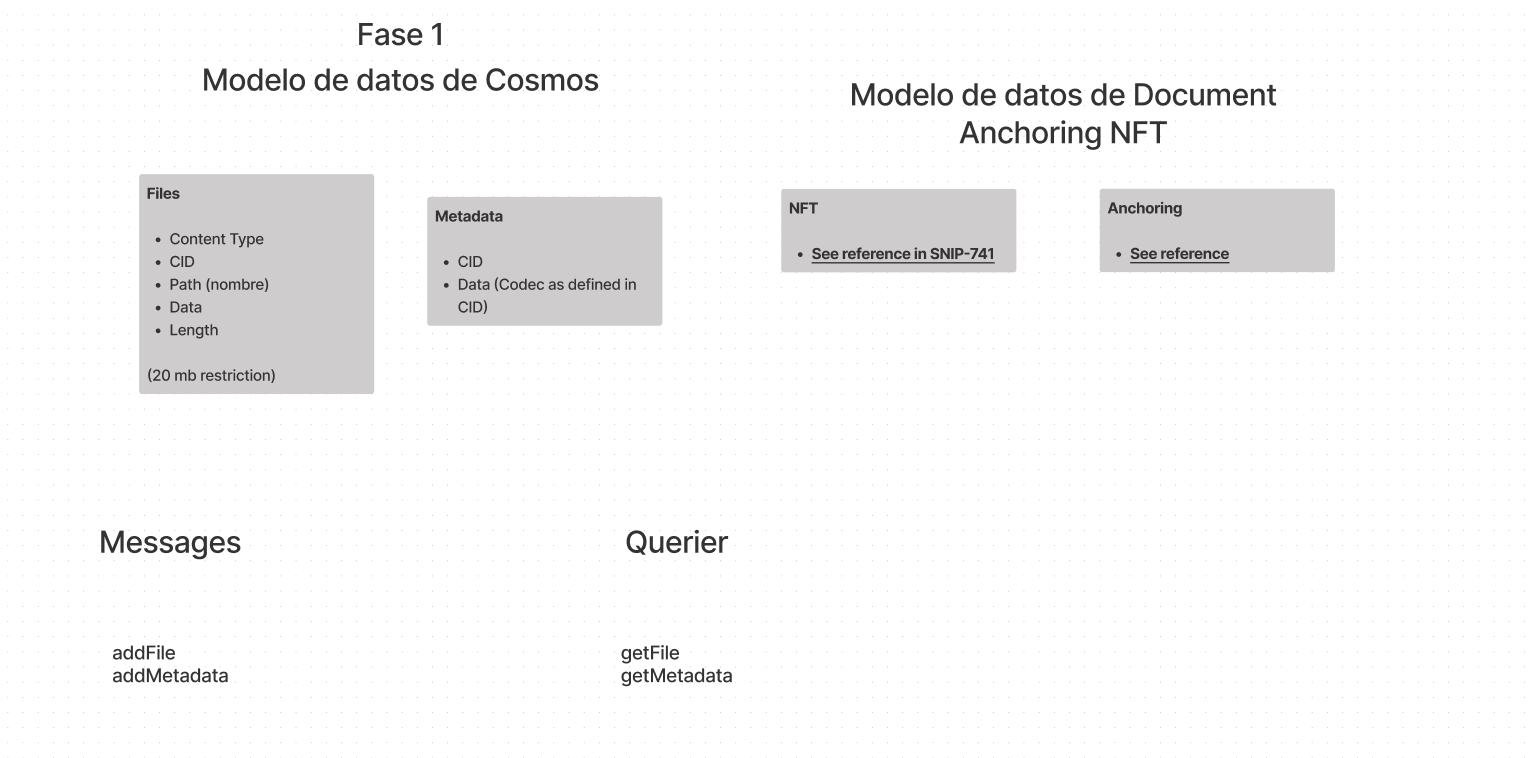 Fase 1
Modelo de datos de Cosmos
Modelo de datos de Document
Anchoring NFT
Files
• Content Type
• CID
• Path (nombre)
• Data
• Length
(20 mb restriction)
Metadata
• CID
• Data (Codec as defined in
CID)
NFT
• See reference in SNIP-741
Anchoring
• See reference
Messages
addFile
addMetadata
Querier
getFile
getMetadata